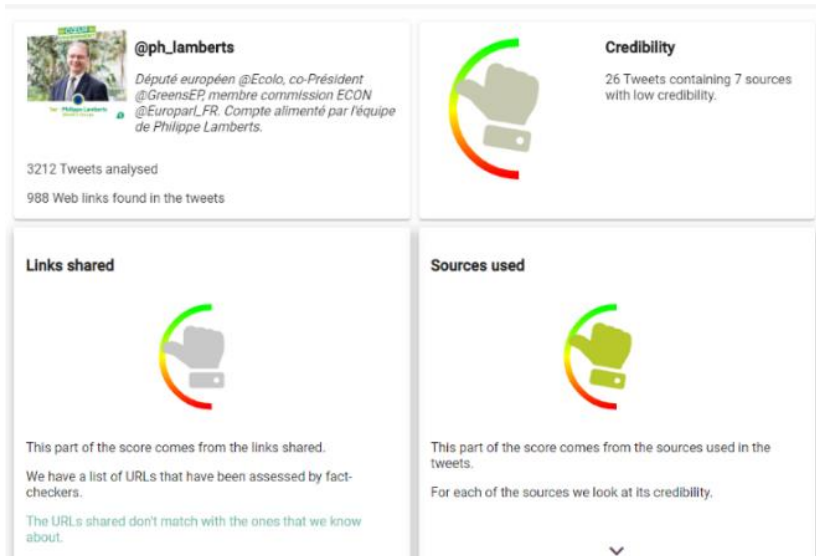 CŒUR
@ph_lamberts
Député européen @Ecolo, co-Président
@GreensEP, membre commission ECON
@Europarl_FR. Compte alimenté par l'équipe
de Philippe Lamberts.
Philippe Lamberts
3212 Tweets analysed
988 Web links found in the tweets
Credibility
26 Tweets containing 7 sources
with low credibility.
Links shared
This part of the score comes from the links shared.
We have a list of URLs that have been assessed by fact-
checkers.
The URLs shared don't match with the ones that we know
about.
Sources used
This part of the score comes from the sources used in the
tweets.
For each of the sources we look at its credibility.